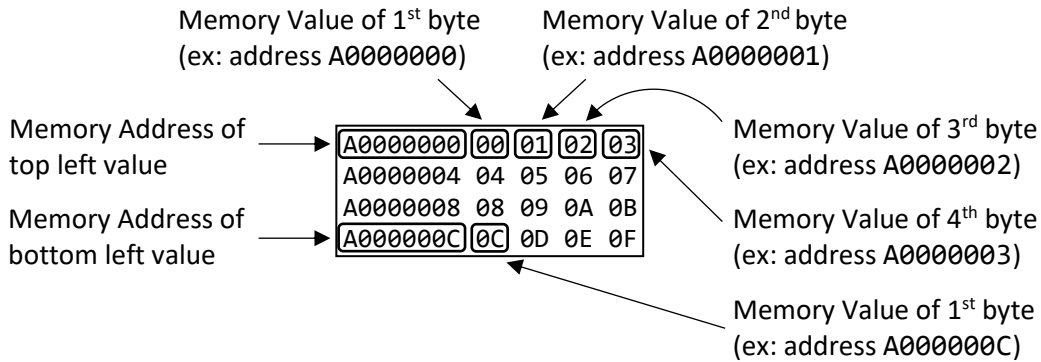 Memory Value of 1st byte
(ex: address A0000000)
Memory Value of 2nd byte
(ex: address A0000001)
Memory Address of
top left value
A0000000 00 01 02 03
A0000004 04 05 06 07
A0000008 08 09 0A 0B
A000000C 0C 0D 0E 0F
Memory Value of 3rd byte
(ex: address A0000002)
Memory Address of
bottom left value
Memory Value of 4th byte
(ex: address A0000003)
Memory Value of 1st byte
(ex: address A000000C)